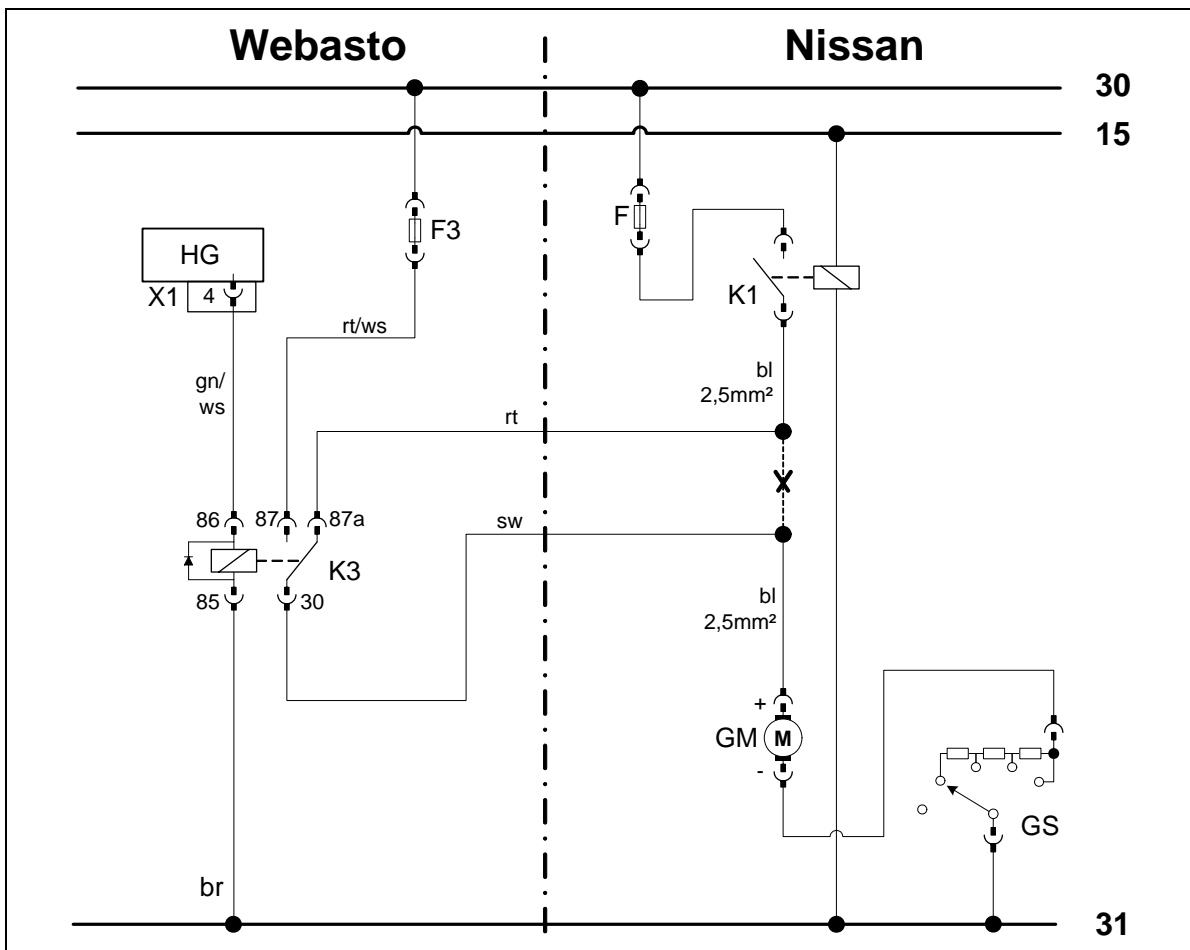 Webasto
Nissan
30
15
F3
F
HG
X1
4
K1
rt/ws
bl
2,5mm²
gn/
ws
rt
X
86
87
87a
sw
K3
85
30
bl
2,5mm²
+
GM
M
-
GS
br
31